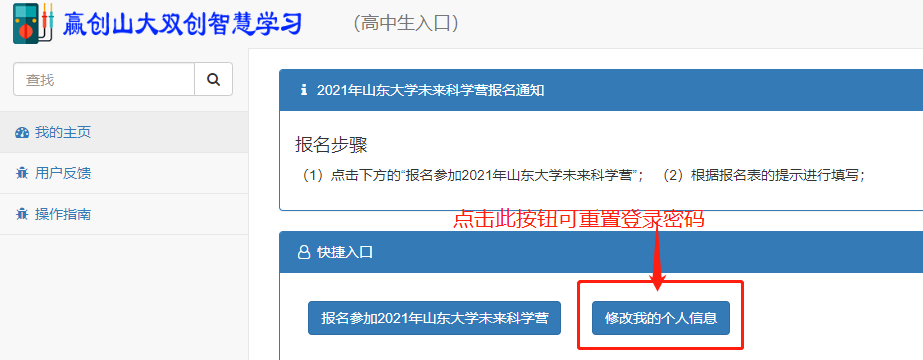 赢创山大双创智慧学习 （高中生入口）
查找
我的主页
用户反馈
操作指南
2021年山东大学未来科学营报名通知
报名步骤
（1）点击下方的“报名参加2021年山东大学未来科学营”； （2）根据报名表的提示进行填写；
点击此按钮可重置登录密码
快捷入口
报名参加2021年山东大学未来科学营 修改我的个人信息